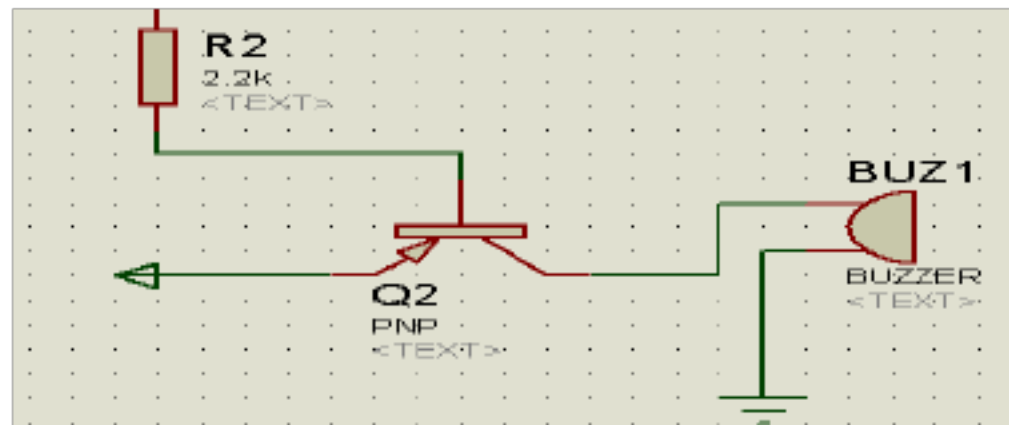 R2
2.2k
<TEXT>
BUZ1
BUZZER
<TEXT>
Q2
PNP
<TEXT>